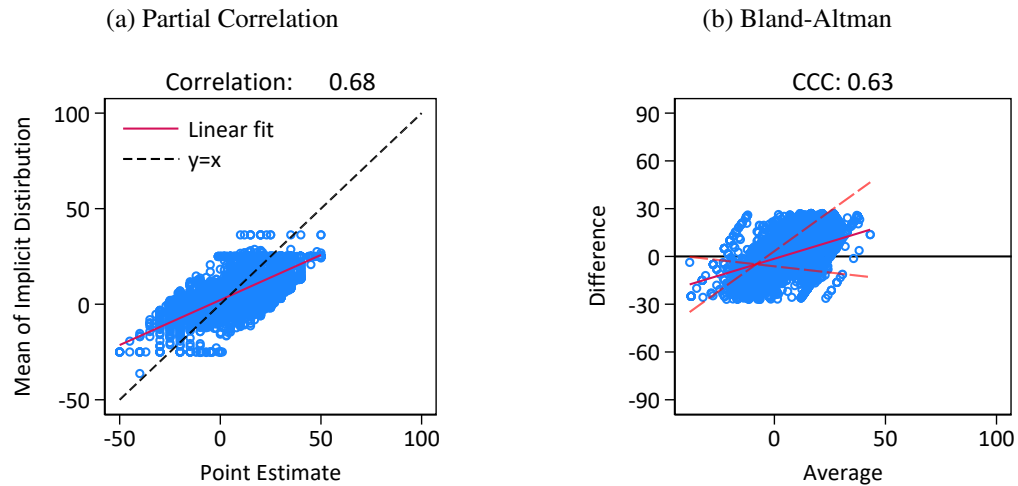 (a) Partial Correlation
Correlation: 0.68
Mean of Implicit Distirbution
100
50
0
-50
Linear fit
y=x
-50 0 50 100
Point Estimate
(b) Bland-Altman
CCC: 0.63
Difference
90
60
30
0
-30
-60
-90
0 50 100
Average